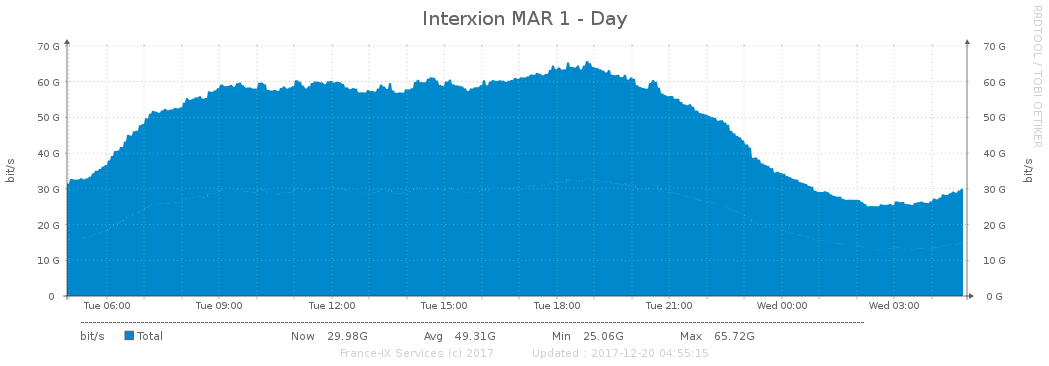 Interxion MAR 1 - Day
RRDTOOL / TOBI OETIKER
70 G 70 G
60 G 60 G
50 G 50 G
40 G 40 G
30 G 30 G
20 G 20 G
10 G 10 G
0 0 G
bit/s bit/s
Tue 06:00 Tue 09:00 Tue 12:00 Tue 15:00 Tue 18:00 Tue 21:00 Wed 00:00 Wed 03:00
bit/s Total Now 29.98G Avg 49.31G Min 25.06G Max 65.72G
France-IX Services (c) 2017 Updated : 2017-12-20 04:55:15